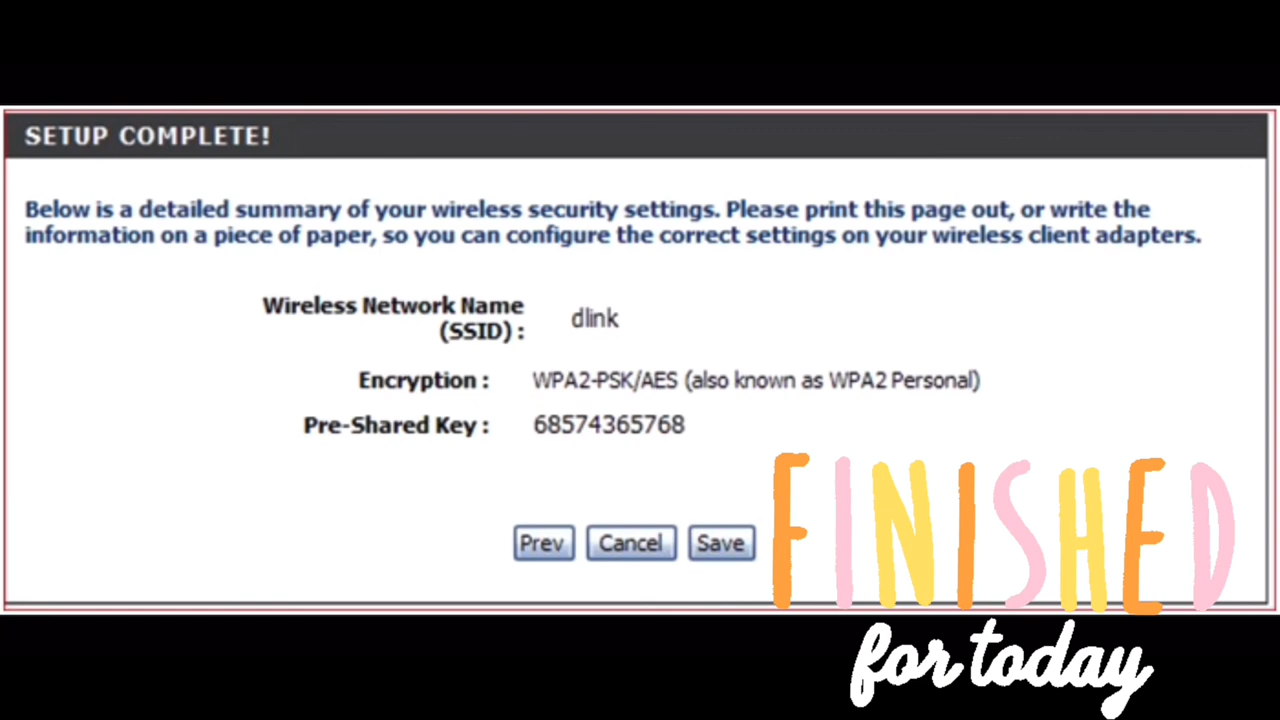 SETUP COMPLETE!
Below is a detailed summary of your wireless security settings. Please print this page out, or write the
information on a piece of paper, so you can configure the correct settings on your wireless client adapters.
Wireless Network Name
(SSID) : dlink
Encryption : WPA2-PSK/AES (also known as WPA2 Personal)
Pre-Shared Key : 68574365768
Prev Cancel Save
FINISHED
for today